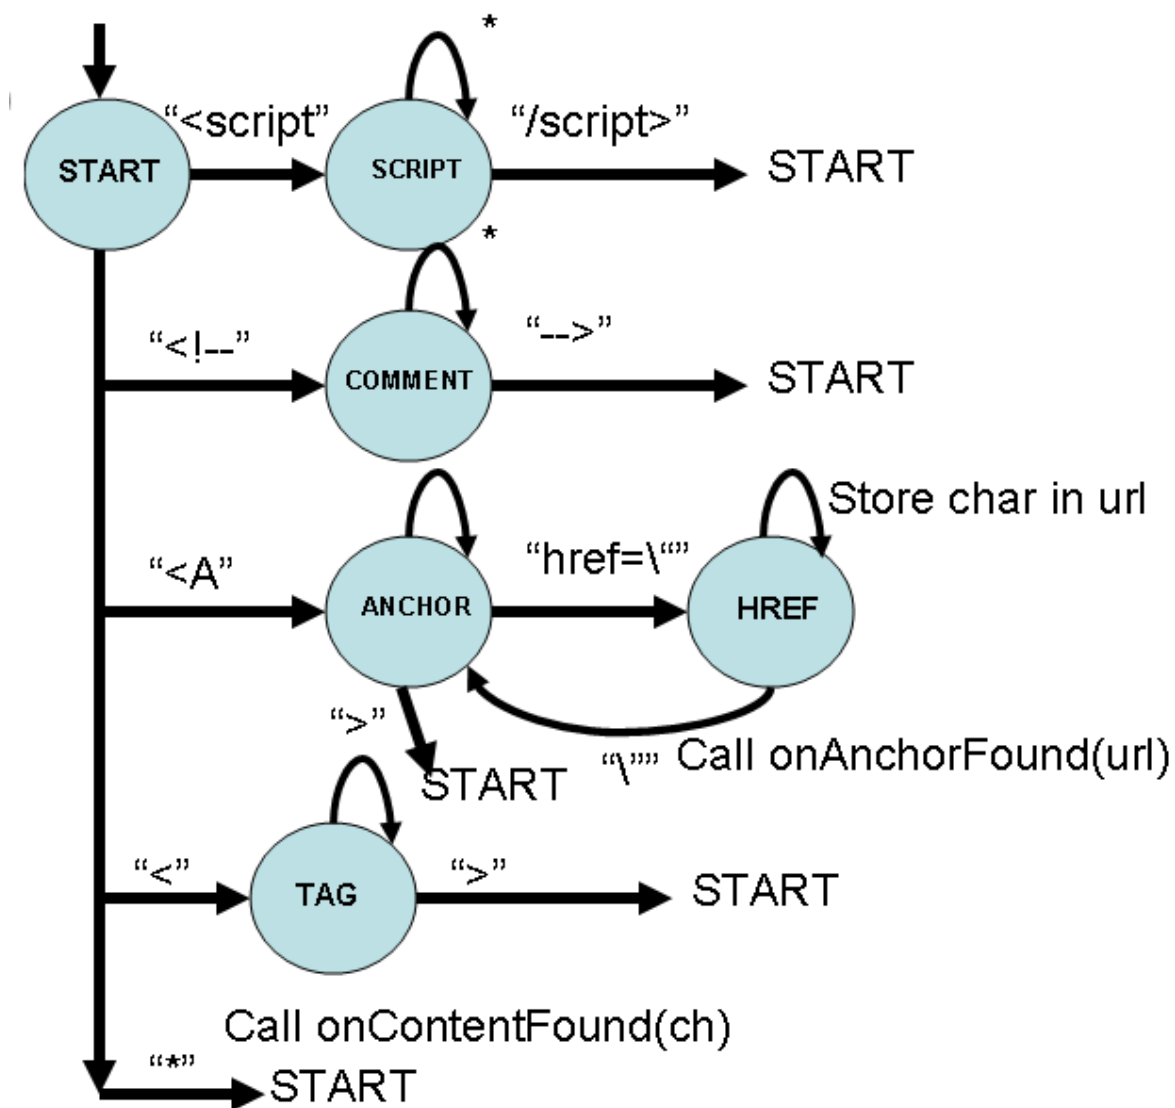 *
“<script”
“/script>”
START
SCRIPT
START
*
“<!--”
“-->”
COMMENT
START
Store char in url
“<A”
“href=\“”
ANCHOR
HREF
“>”
START
“\””
Call onAnchorFound(url)
“<”
TAG
“>”
START
Call onContentFound(ch)
“*”
START